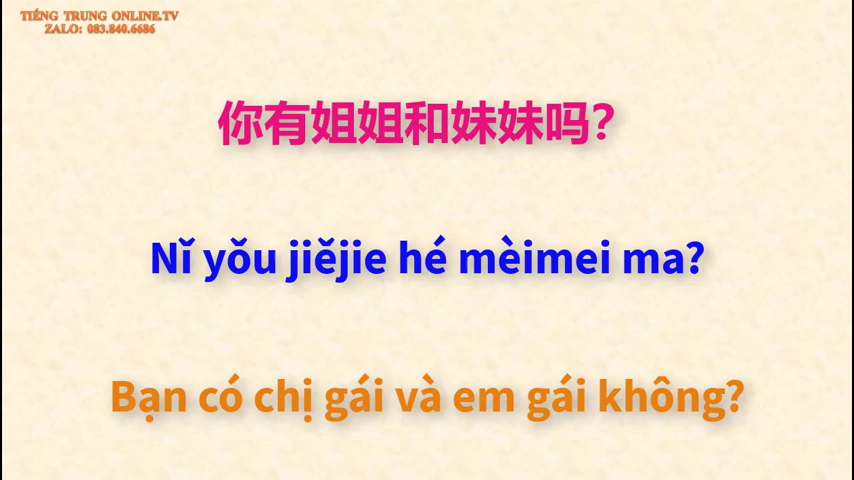 TIẾNG TRUNG ONLINE.TV
ZALO: 083.840.6686
你有姐姐和妹妹吗?
Nǐ yǒu jiějie hé mèimei ma?
Bạn có chị gái và em gái không?